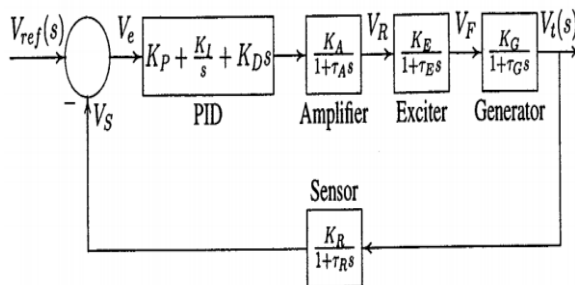 V_ref(s)
V_e
K_P + K_I/s + K_D s
K_A/1+τ_A s
V_R
K_E/1+τ_E s
V_F
K_G/1+τ_G s
V_t(s)
−
V_S
PID
Amplifier
Exciter
Generator
Sensor
K_R/1+τ_R s